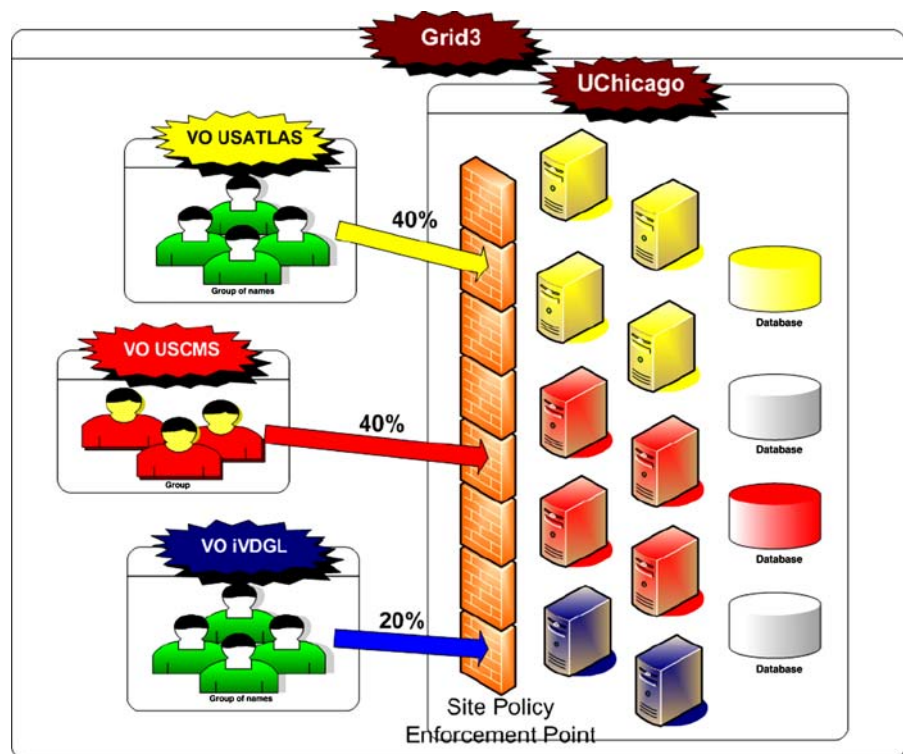 Grid3
UChicago
VO USATLAS
Group of names
40%
VO USCMS
Group
40%
VO iVDGL
Group of names
20%
Database
Database
Database
Database
Site Policy
Enforcement Point